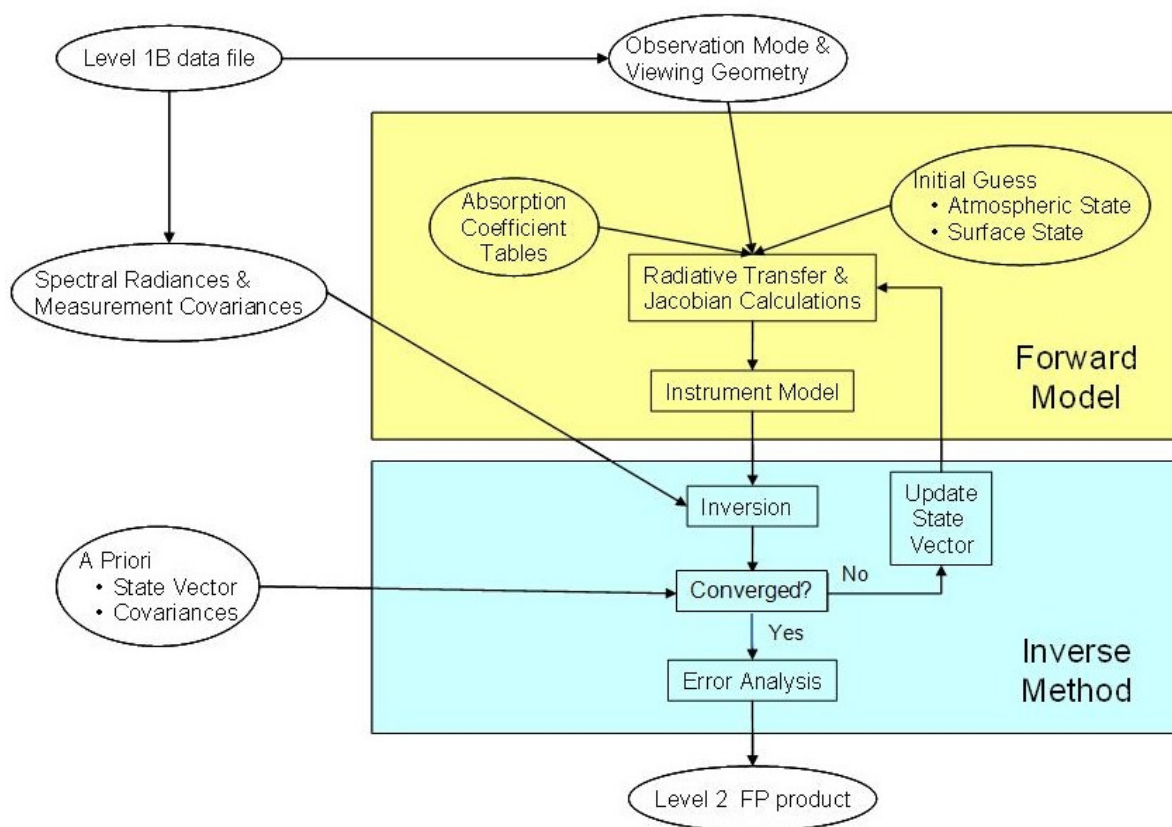 Level 1B data file
Observation Mode &
Viewing Geometry
Absorption
Coefficient
Tables
Initial Guess
• Atmospheric State
• Surface State
Spectral Radiances &
Measurement Covariances
Radiative Transfer &
Jacobian Calculations
Forward
Model
Instrument Model
Inversion
Update
State
Vector
A Priori
• State Vector
• Covariances
Converged?
No
Yes
Inverse
Method
Error Analysis
Level 2 FP product